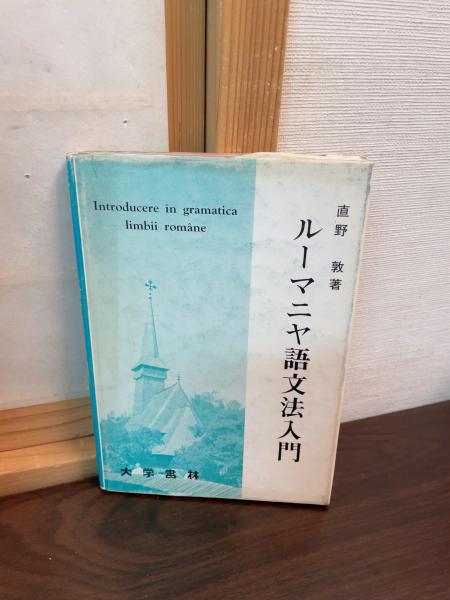 Introducere in gramatica
limbii romàne
直野 敦著
ルーマニヤ語文法入門
大学書林